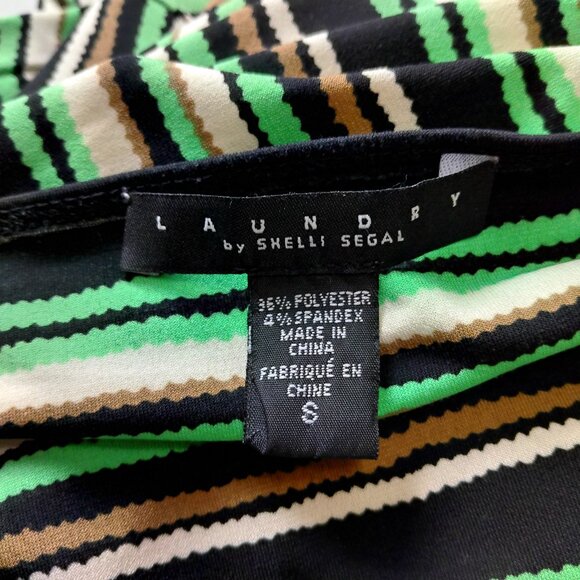 LAUNDRY
by SHELLI SEGAL
96% POLYESTER
4% SPANDEX
MADE IN
CHINA
FABRIQUÉ EN
CHINE
S